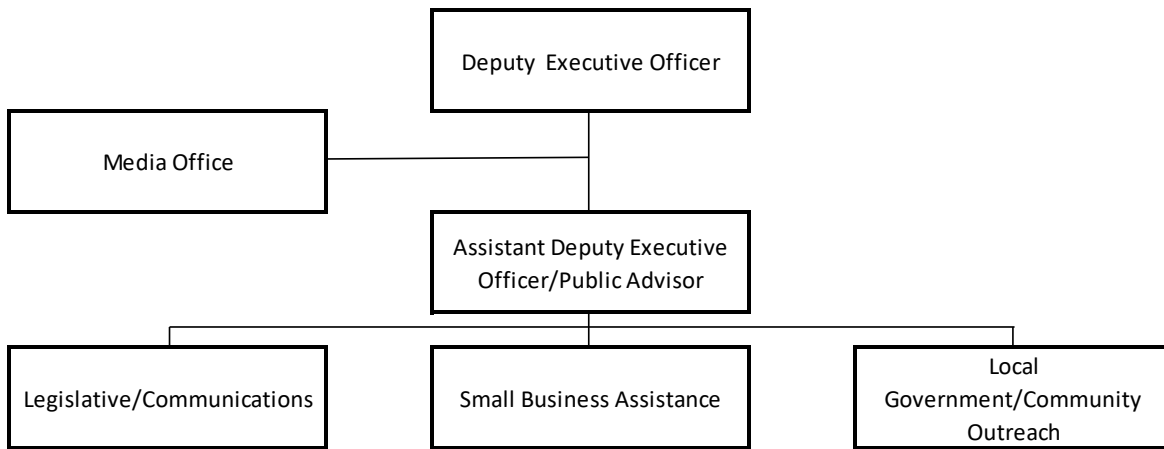 Deputy  Executive Officer
Media Office
Assistant Deputy Executive
Officer/Public Advisor
Legislative/Communications
Small Business Assistance
Local
Government/Community
Outreach